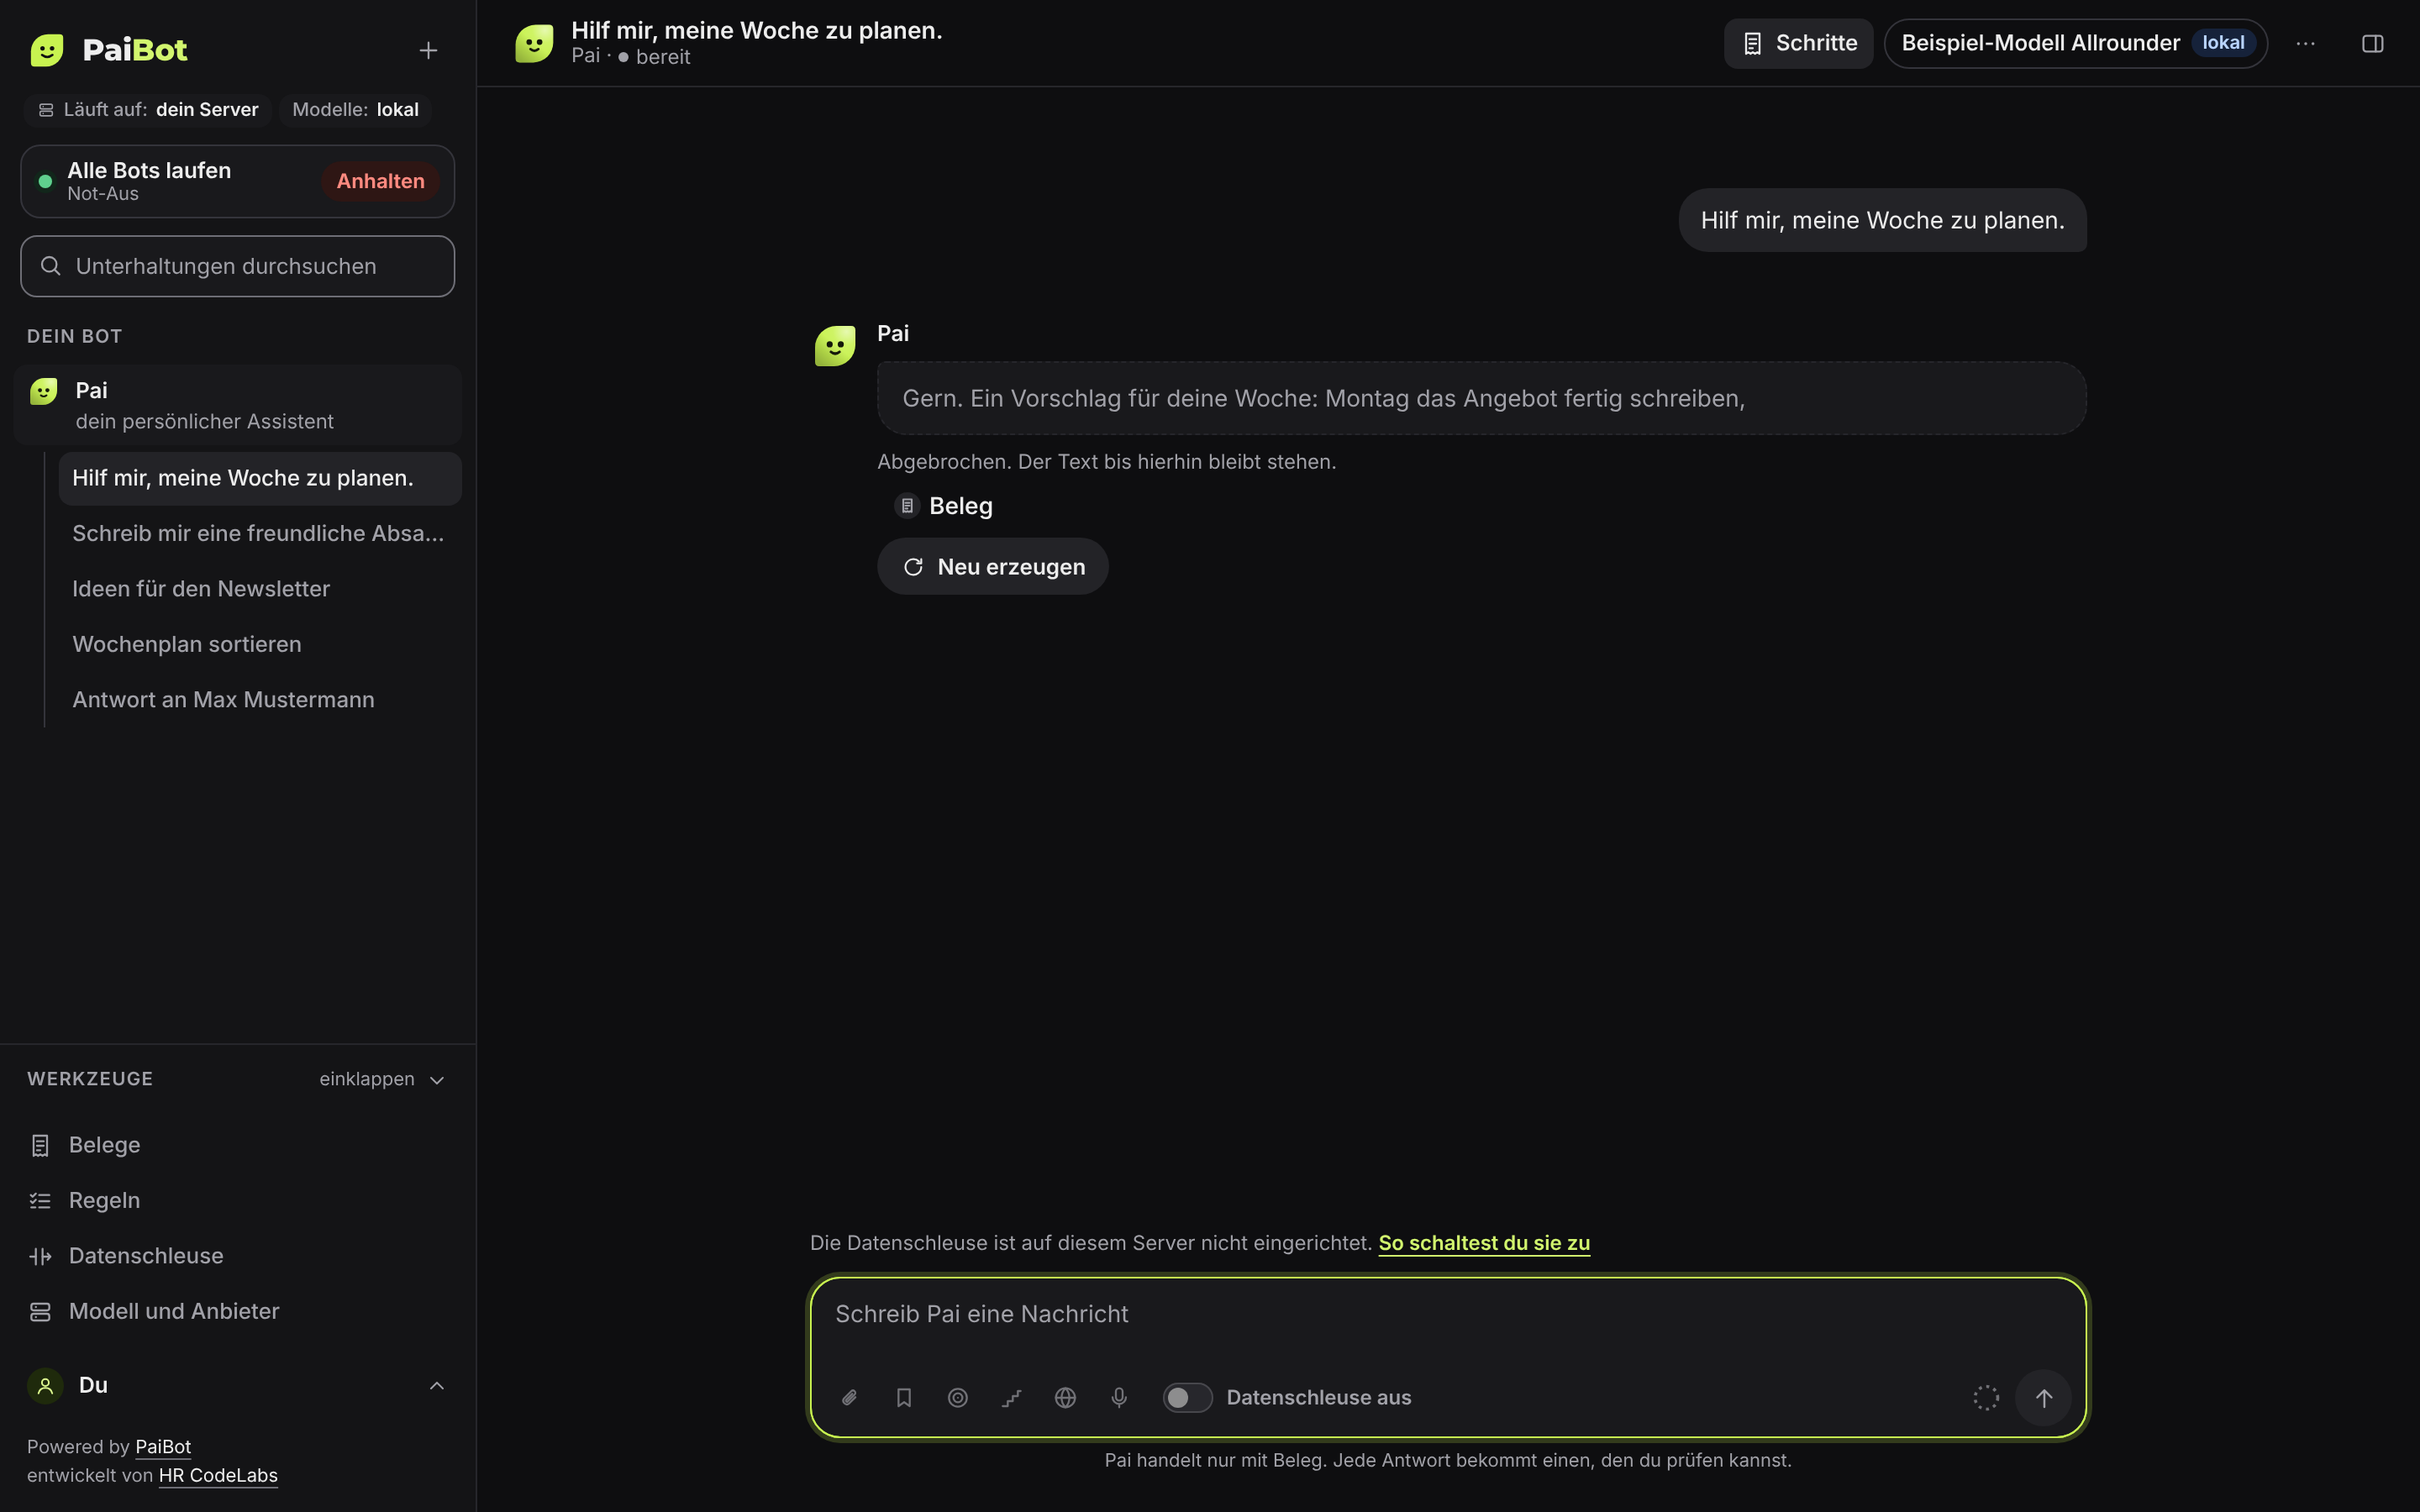 PaiBot
Läuft auf: dein Server
Modelle: lokal
Alle Bots laufen
Not-Aus
Anhalten
Unterhaltungen durchsuchen
DEIN BOT
Pai
dein persönlicher Assistent
Hilf mir, meine Woche zu planen.
Schreib mir eine freundliche Absa...
Ideen für den Newsletter
Wochenplan sortieren
Antwort an Max Mustermann
WERKZEUGE
einklappen
Belege
Regeln
Datenschleuse
Modell und Anbieter
Du
Powered by PaiBot
entwickelt von HR CodeLabs
Hilf mir, meine Woche zu planen.
Pai · bereit
Schritte
Beispiel-Modell Allrounder lokal
Hilf mir, meine Woche zu planen.
Pai
Gern. Ein Vorschlag für deine Woche: Montag das Angebot fertig schreiben,
Abgebrochen. Der Text bis hierhin bleibt stehen.
Beleg
Neu erzeugen
Die Datenschleuse ist auf diesem Server nicht eingerichtet. So schaltest du sie zu
Schreib Pai eine Nachricht
Datenschleuse aus
Pai handelt nur mit Beleg. Jede Antwort bekommt einen, den du prüfen kannst.